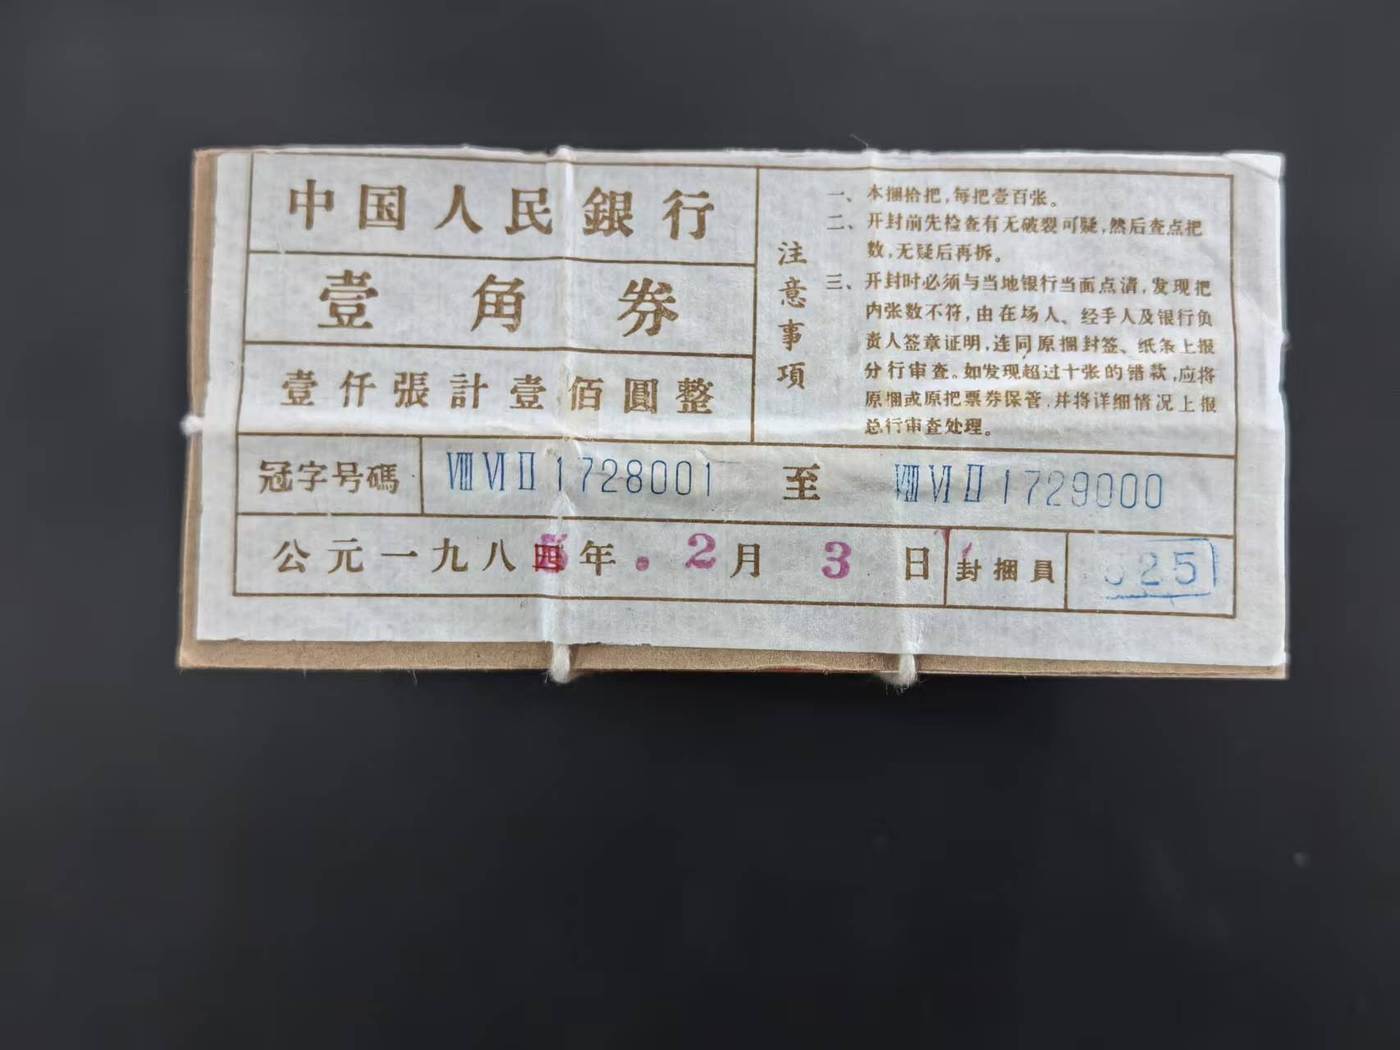 中国人民銀行
壹角券
壹仟張計壹佰圓整
注意事項
一、本捆拾把,每把壹百张。
二、开封前先检查有无破裂可疑,然后查点把
数,无疑后再拆。
三、开封时必须与当地银行当面点清,发现把
内张数不符,由在场人、经手人及银行负
责人签章证明,连同原捆封签、纸条上报
分行审查。如发现超过十张的错款,应将
原捆或原把票券保管,并将详细情况上报
总行审查处理。
冠字号碼 ⅧⅥⅡ1728001 至 ⅧⅥⅡ1729000
公元一九八5年.2月3日 封捆員 25